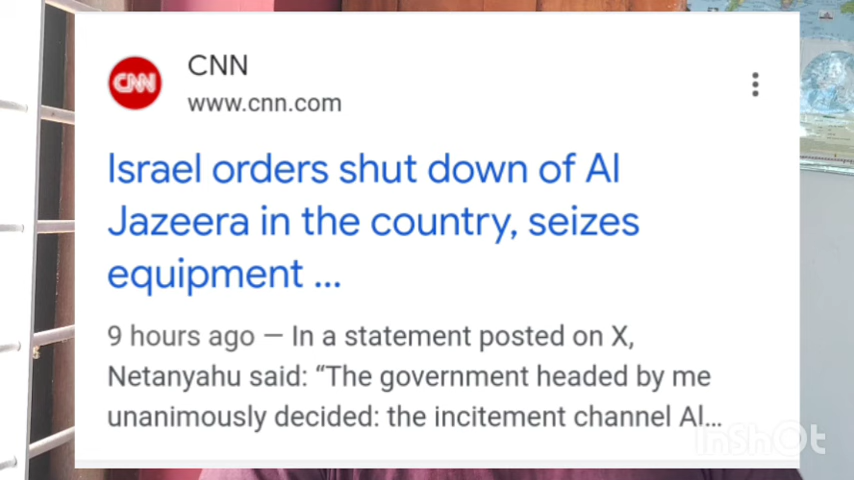 CNN
CNN
www.cnn.com
Israel orders shut down of Al
Jazeera in the country, seizes
equipment ...
9 hours ago — In a statement posted on X,
Netanyahu said: “The government headed by me
unanimously decided: the incitement channel Al...
InShOt